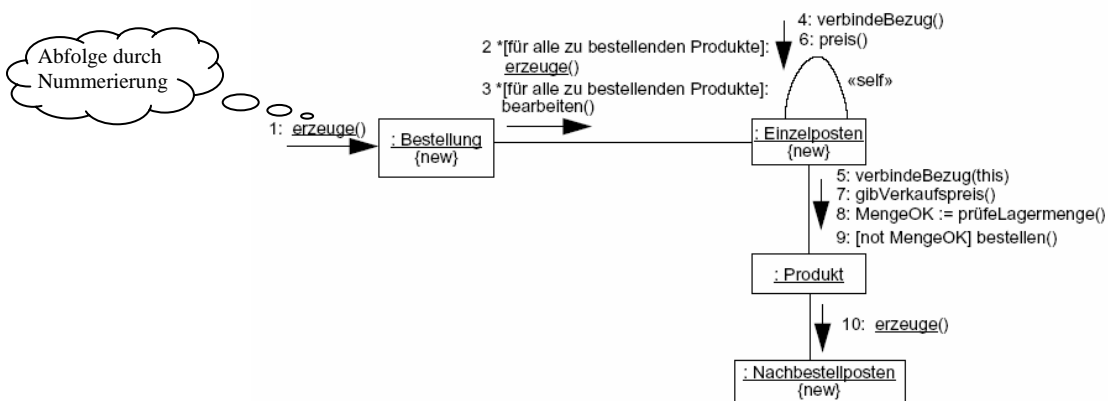 Abfolge durch
Nummerierung
1: erzeuge()
: Bestellung
{new}
2 *[für alle zu bestellenden Produkte]:
erzeuge()
3 *[für alle zu bestellenden Produkte]:
bearbeiten()
4: verbindeBezug()
6: preis()
«self»
: Einzelposten
{new}
5: verbindeBezug(this)
7: gibVerkaufspreis()
8: MengeOK := prüfeLagermenge()
9: [not MengeOK] bestellen()
: Produkt
10: erzeuge()
: Nachbestellposten
{new}